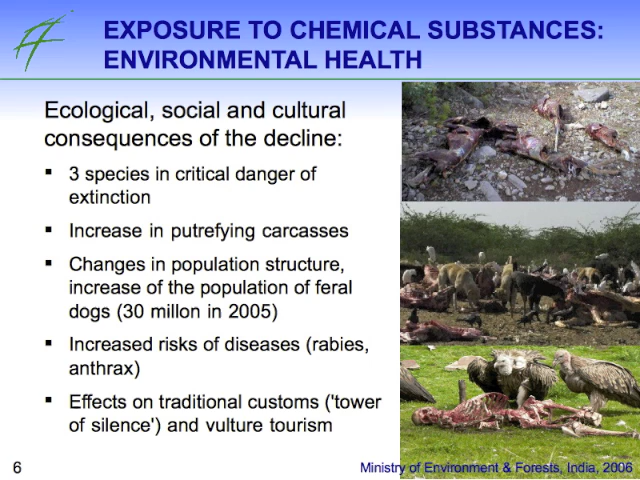 EXPOSURE TO CHEMICAL SUBSTANCES:
ENVIRONMENTAL HEALTH
Ecological, social and cultural
consequences of the decline:
▪ 3 species in critical danger of
extinction
▪ Increase in putrefying carcasses
▪ Changes in population structure,
increase of the population of feral
dogs (30 millon in 2005)
▪ Increased risks of diseases (rabies,
anthrax)
▪ Effects on traditional customs ('tower
of silence') and vulture tourism
6
Ministry of Environment & Forests, India, 2006